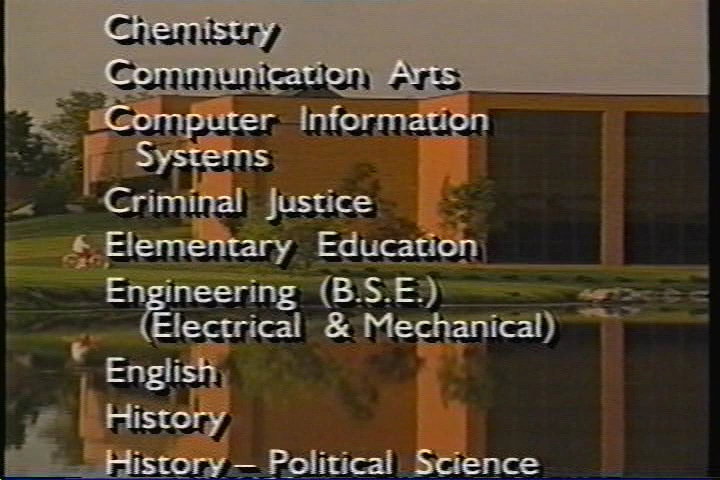 Chemistry
Communication Arts
Computer Information
Systems
Criminal Justice
Elementary Education
Engineering (B.S.E.)
(Electrical & Mechanical)
English
History
History – Political Science